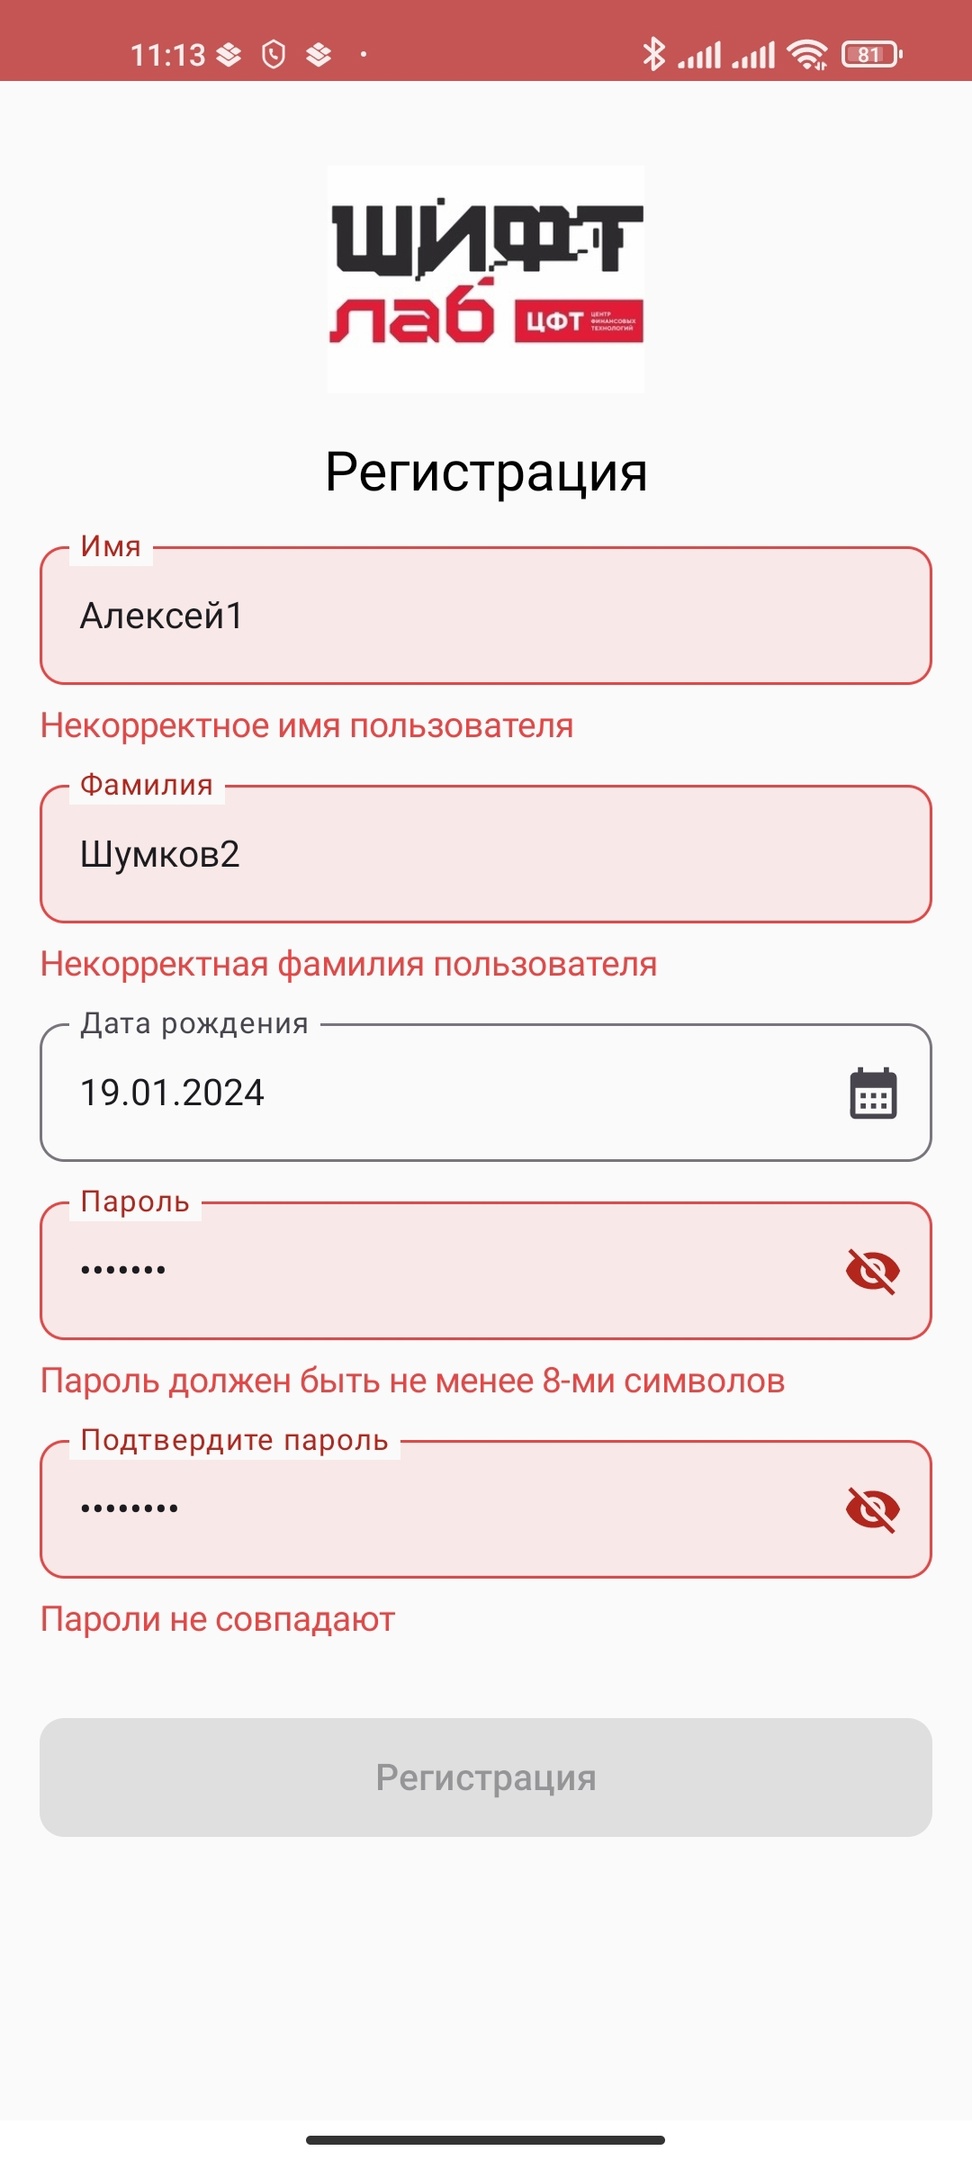 11:13
81
ШИФТ
лаб ЦФТ ЦЕНТР
ФИНАНСОВЫХ
ТЕХНОЛОГИЙ
Регистрация
Имя
Алексей1
Некорректное имя пользователя
Фамилия
Шумков2
Некорректная фамилия пользователя
Дата рождения
19.01.2024
Пароль
•••••••
Пароль должен быть не менее 8-ми символов
Подтвердите пароль
••••••••
Пароли не совпадают
Регистрация